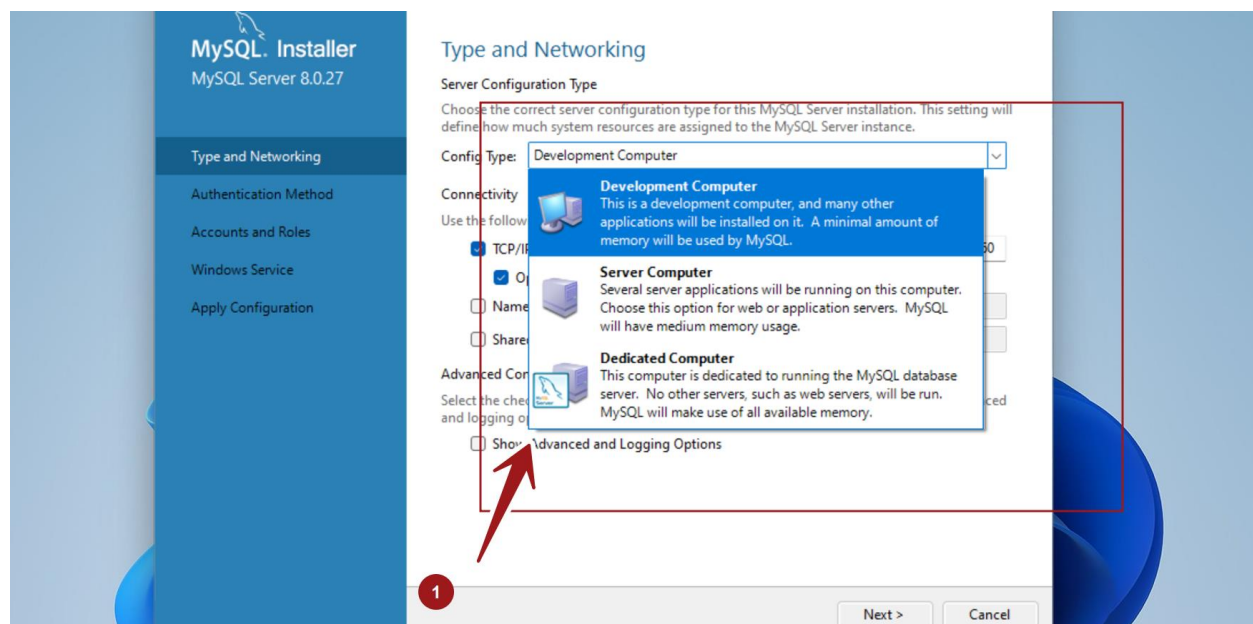 MySQL. Installer
MySQL Server 8.0.27
Type and Networking
Authentication Method
Accounts and Roles
Windows Service
Apply Configuration
Type and Networking
Server Configuration Type
Choose the correct server configuration type for this MySQL Server installation. This setting will
define how much system resources are assigned to the MySQL Server instance.
Config Type: Development Computer
Development Computer
This is a development computer, and many other
applications will be installed on it. A minimal amount of
memory will be used by MySQL.
Server Computer
Several server applications will be running on this computer.
Choose this option for web or application servers. MySQL
will have medium memory usage.
Dedicated Computer
This computer is dedicated to running the MySQL database
server. No other servers, such as web servers, will be run.
MySQL will make use of all available memory.
Connectivity
Use the follow
TCP/IP
Name
Share
Advanced Con
Select the che
and logging o
Show Advanced and Logging Options
1
Next >
Cancel